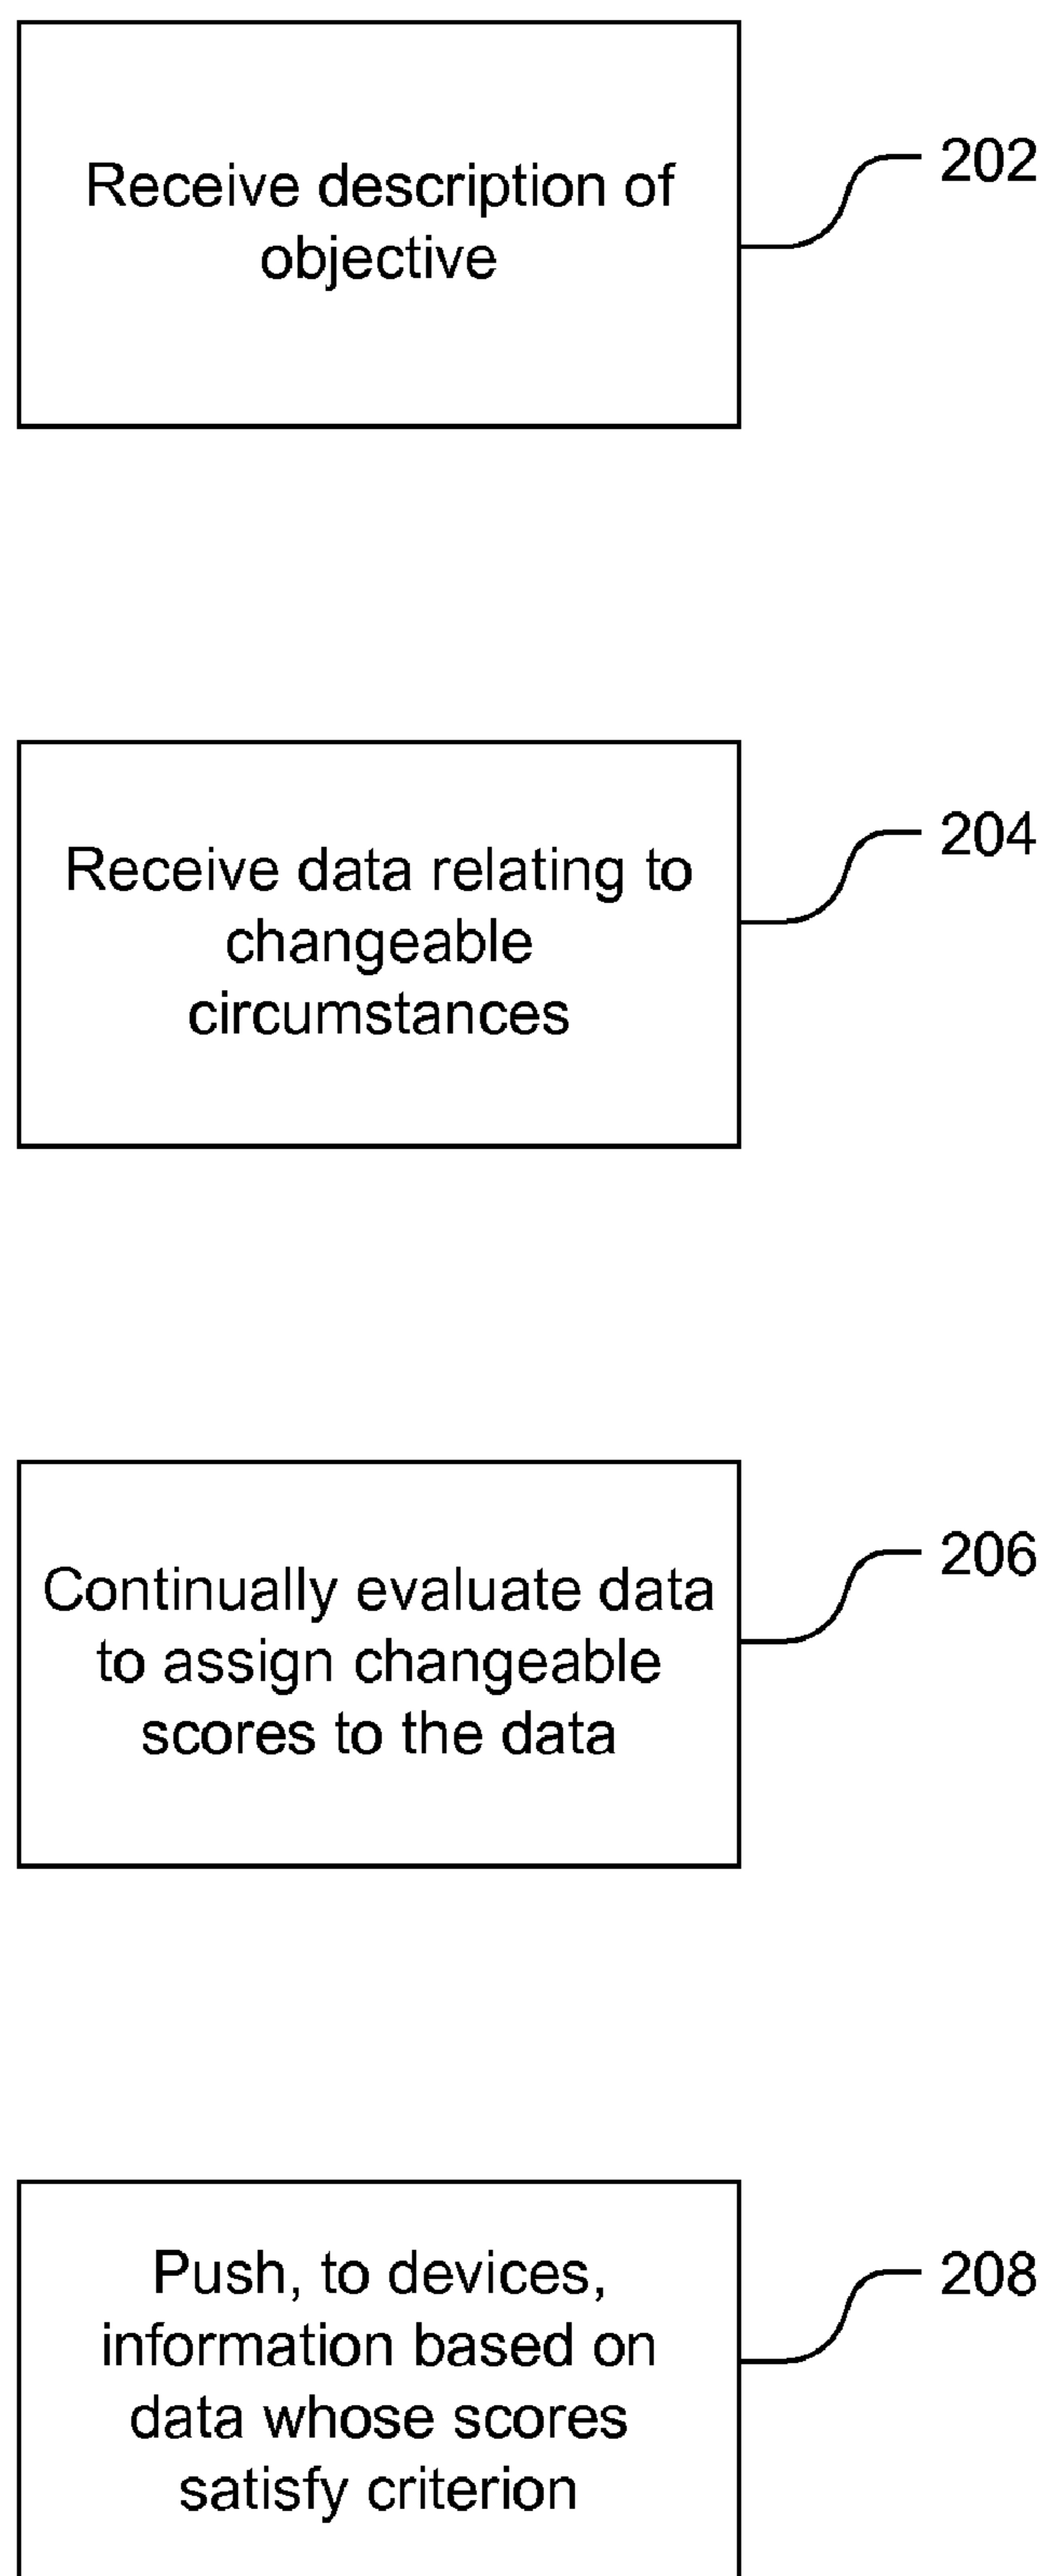 Receive description of
objective
202
Receive data relating to
changeable
circumstances
204
Continually evaluate data
to assign changeable
scores to the data
206
Push, to devices,
information based on
data whose scores
satisfy criterion
208